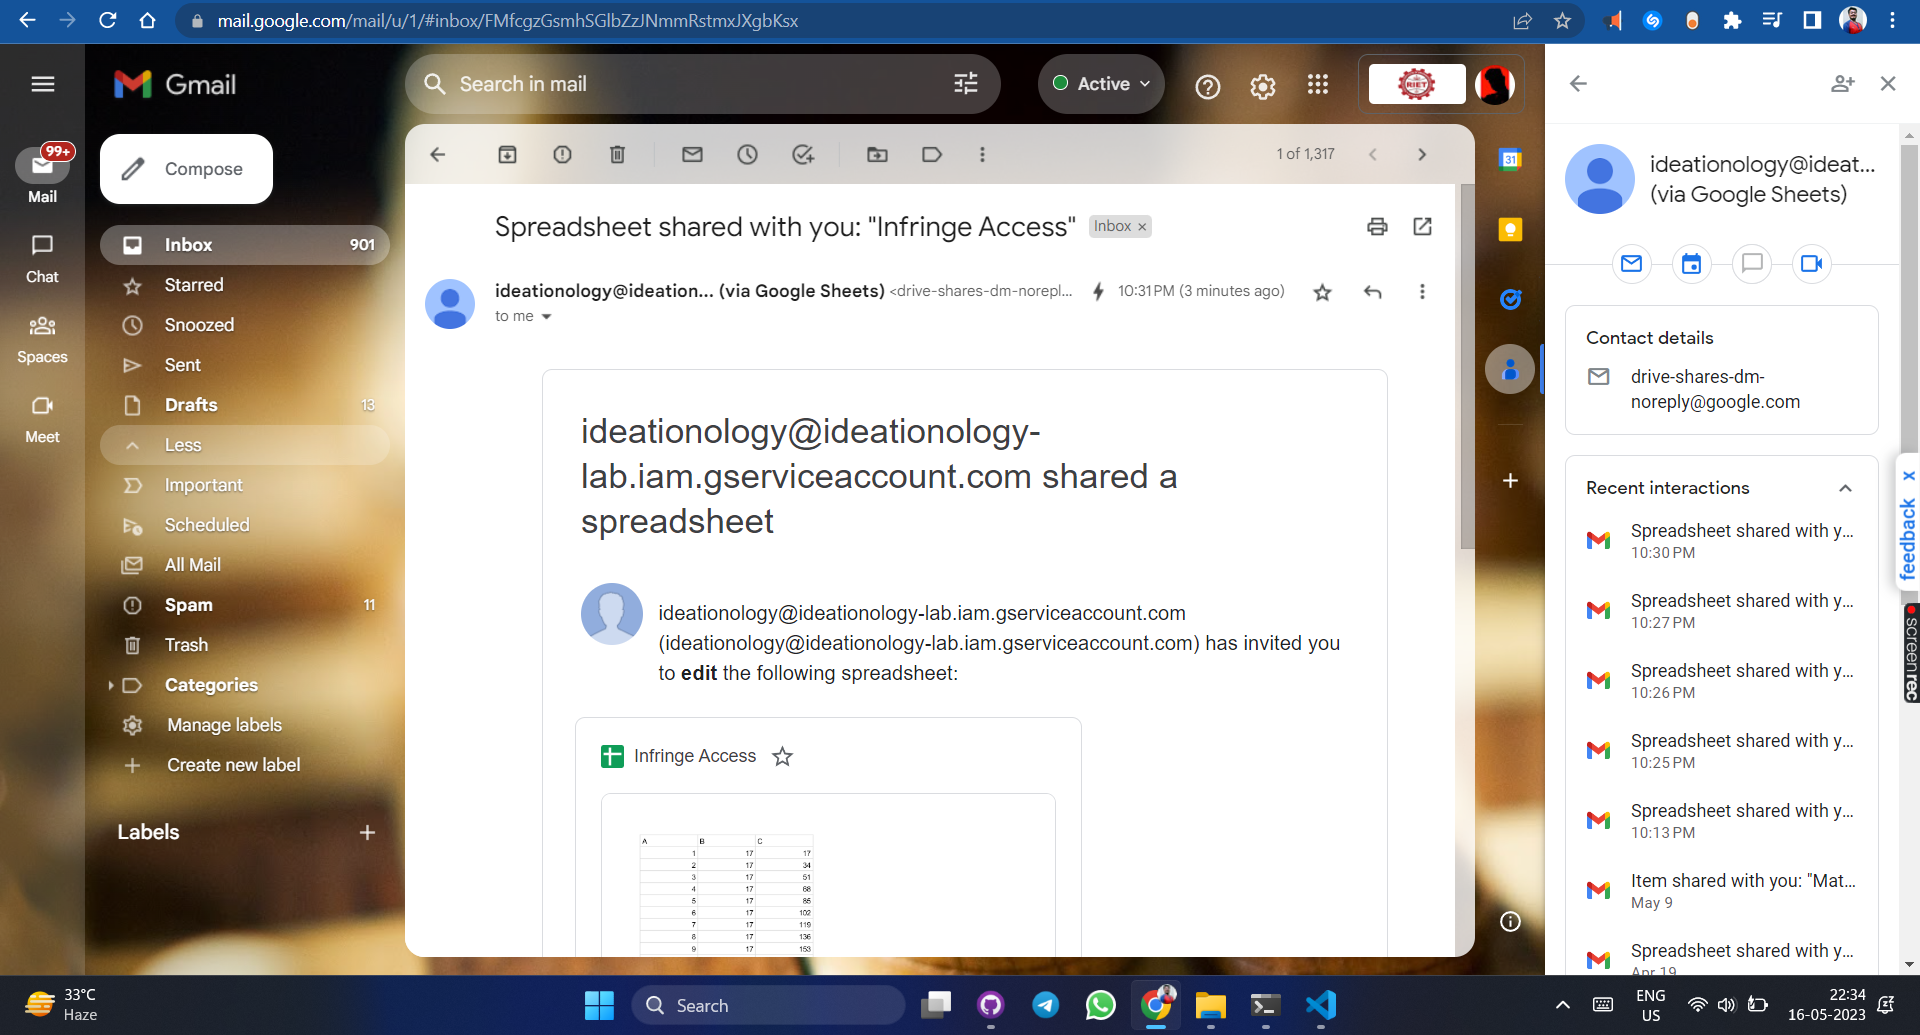 mail.google.com/mail/u/1/#inbox/FMfcgzGsmhSGlbZzJNmmRstmxJXgbKsx
Gmail
Search in mail
Active
RIET
99+
Mail
Chat
Spaces
Meet
Compose
Inbox 901
Starred
Snoozed
Sent
Drafts 13
Less
Important
Scheduled
All Mail
Spam 11
Trash
Categories
Manage labels
Create new label
Labels
1 of 1,317
Spreadsheet shared with you: "Infringe Access" Inbox ×
ideationology@ideation... (via Google Sheets) <drive-shares-dm-norepl... 10:31 PM (3 minutes ago)
to me
ideationology@ideationology-
lab.iam.gserviceaccount.com shared a
spreadsheet
ideationology@ideationology-lab.iam.gserviceaccount.com
(ideationology@ideationology-lab.iam.gserviceaccount.com) has invited you
to edit the following spreadsheet:
Infringe Access
A B C
1 17 17
2 17 34
3 17 51
4 17 68
5 17 85
6 17 102
7 17 119
8 17 136
9 17 153
31
ideationology@ideat...
(via Google Sheets)
Contact details
drive-shares-dm-
noreply@google.com
Recent interactions
Spreadsheet shared with y...
10:30 PM
Spreadsheet shared with y...
10:27 PM
Spreadsheet shared with y...
10:26 PM
Spreadsheet shared with y...
10:25 PM
Spreadsheet shared with y...
10:13 PM
Item shared with you: "Mat...
May 9
Spreadsheet shared with y...
Apr 19
feedback x
screenrec
33°C
Haze
Search
ENG
US
22:34
16-05-2023